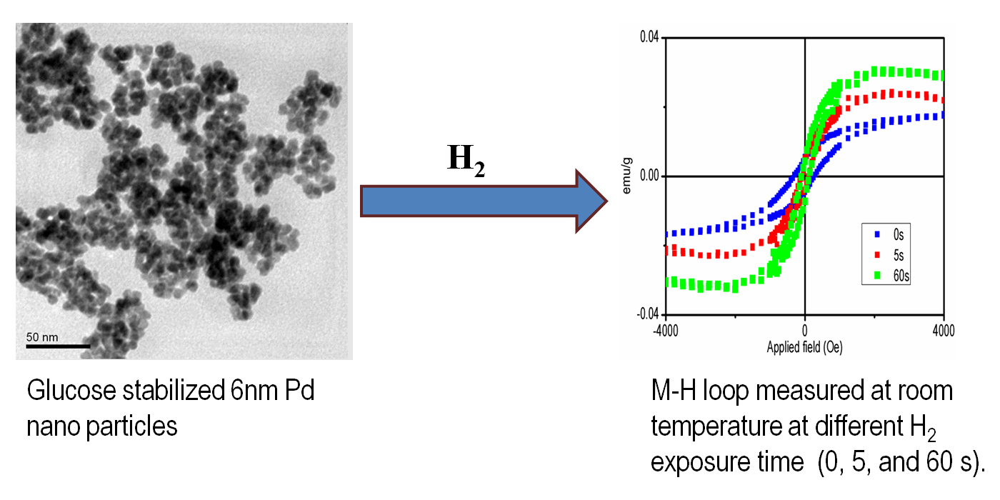 50 nm
Glucose stabilized 6nm Pd
nano particles
H₂
0.04
0.00
-0.04
emu/g
-4000
0
4000
Applied field (Oe)
0s
5s
60s
M-H loop measured at room
temperature at different H₂
exposure time (0, 5, and 60 s).